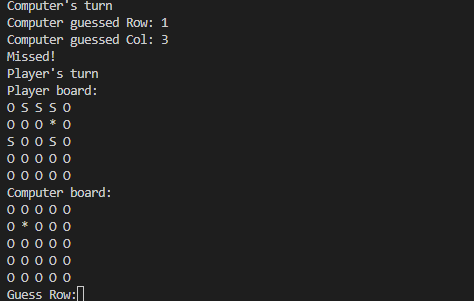 Computer's turn
Computer guessed Row: 1
Computer guessed Col: 3
Missed!
Player's turn
Player board:
O S S S O
O O O * O
S O O S O
O O O O O
O O O O O
Computer board:
O O O O O
O * O O O
O O O O O
O O O O O
O O O O O
Guess Row: